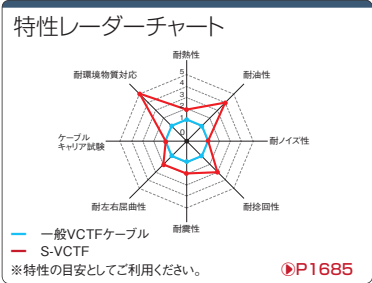 特性レーダーチャート
耐熱性
耐環境物質対応
耐油性
5
4
3
2
1
0
ケーブル
キャリア試験
耐ノイズ性
耐左右屈曲性
耐捻回性
耐震性
一般VCTFケーブル
S-VCTF
※特性の目安としてご利用ください。
P1685